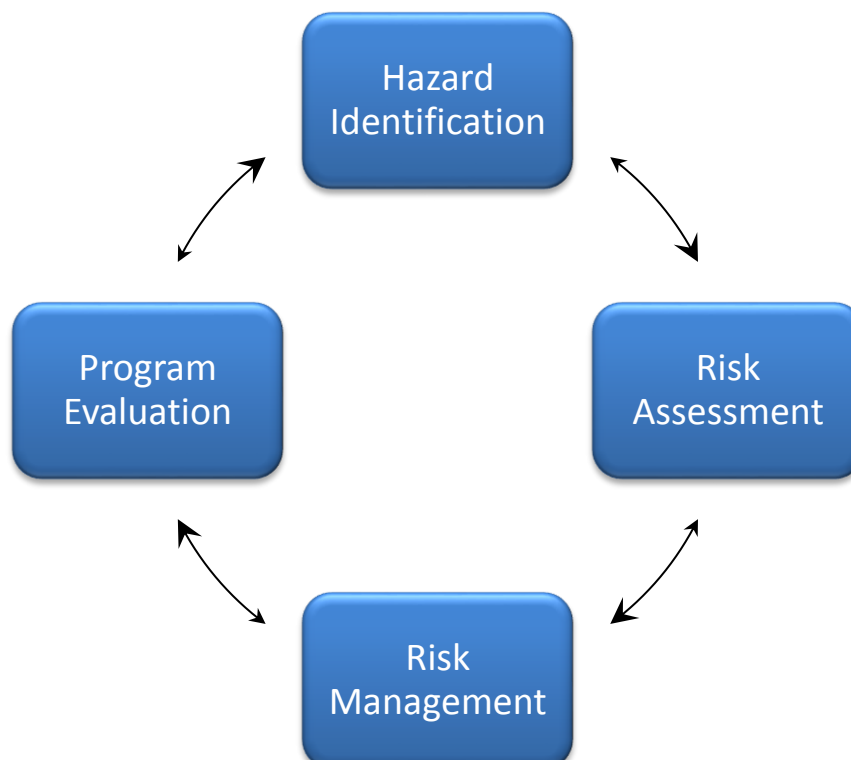 Hazard
Identification
Risk
Assessment
Risk
Management
Program
Evaluation